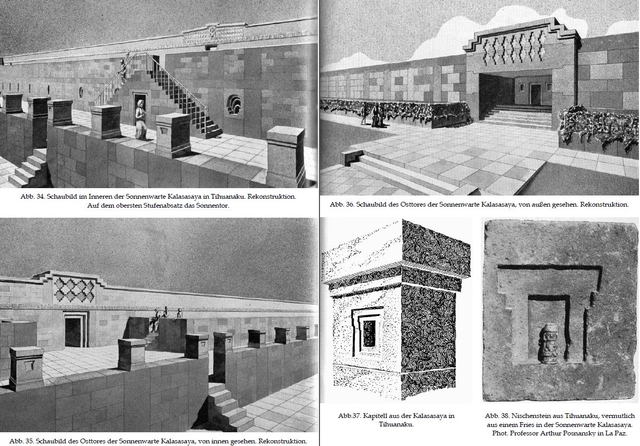 Abb. 34. Schaubild im Inneren der Sonnenwarte Kalasasaya in Tihuanaku. Rekonstruktion.
Auf dem obersten Stufenabsatz das Sonnentor.
Abb. 36. Schaubild des Osttores der Sonnenwarte Kalasasaya, von außen gesehen. Rekonstruktion.
Abb. 35. Schaubild des Osttores der Sonnenwarte Kalasasaya, von innen gesehen. Rekonstruktion.
Abb.37. Kapitell aus der Kalasasaya in
Tihuanaku.
Abb. 38. Nischenstein aus Tihuanaku, vermutlich
aus einem Fries in der Sonnenwarte Kalasasaya.
Phot. Professor Arthur Posnansky in La Paz.